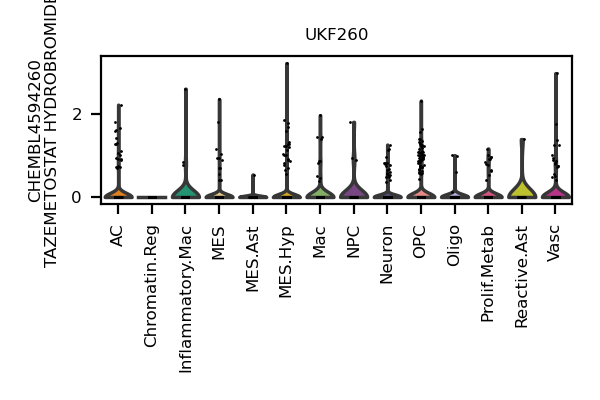 UKF260
CHEMBL4594260
TAZEMETOSTAT HYDROBROMIDE
2
0
AC
Chromatin.Reg
Inflammatory.Mac
MES
MES.Ast
MES.Hyp
Mac
NPC
Neuron
OPC
Oligo
Prolif.Metab
Reactive.Ast
Vasc